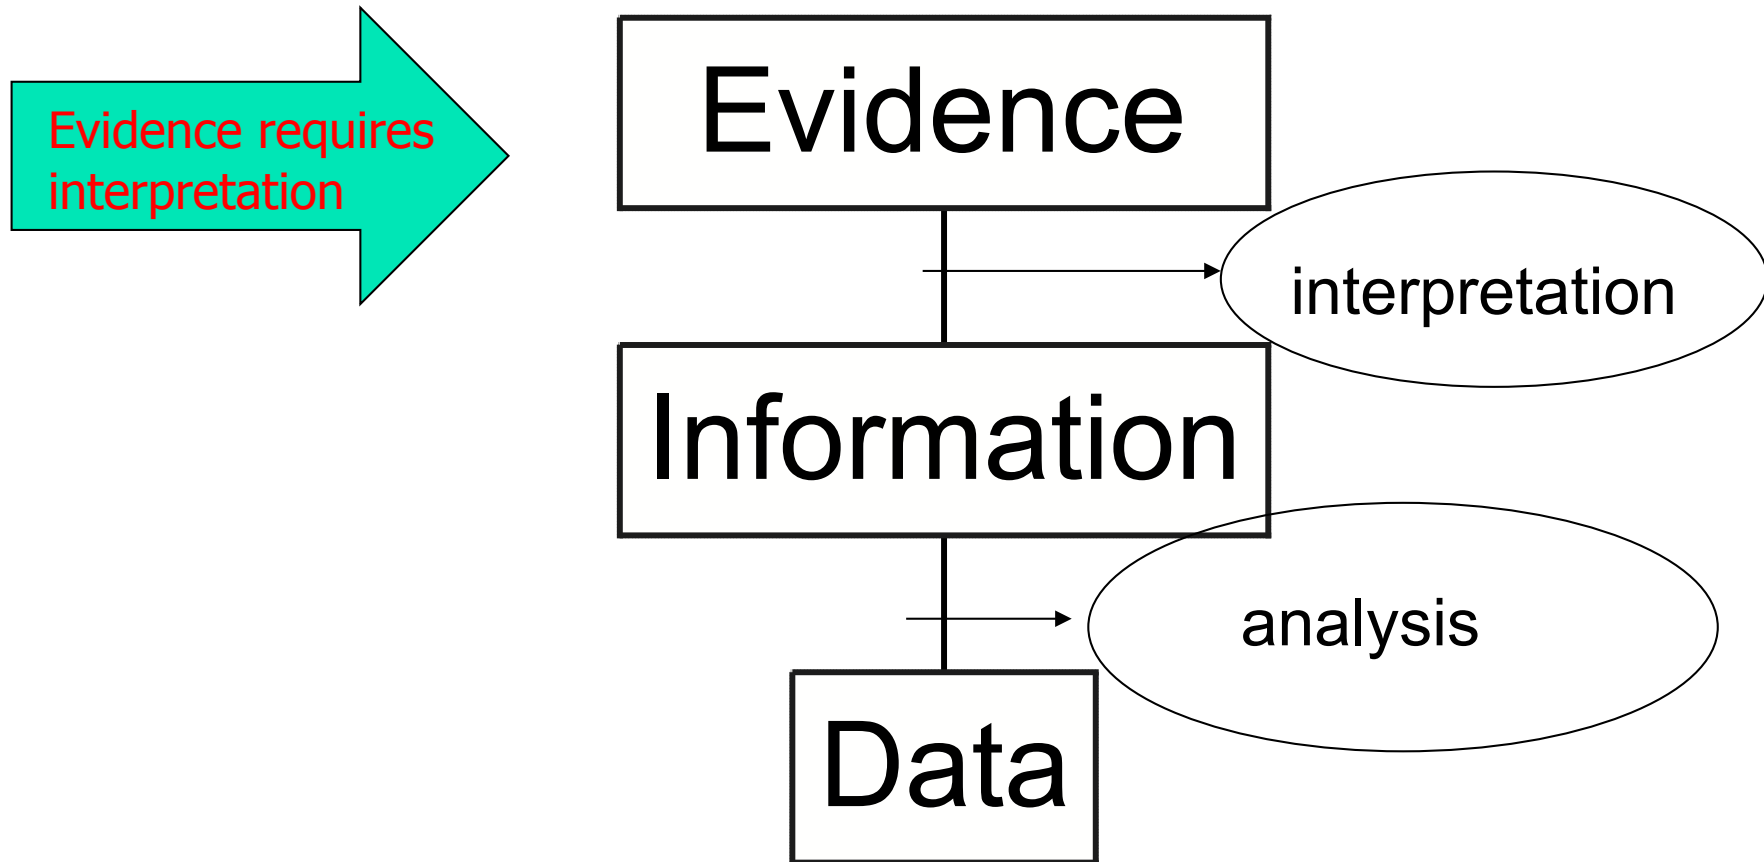 Evidence requires
interpretation
Evidence
interpretation
Information
analysis
Data